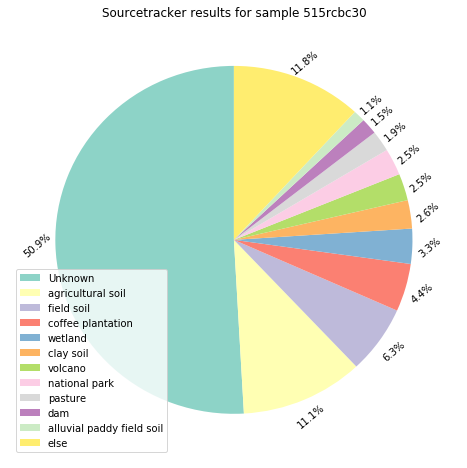 Sourcetracker results for sample 515rcbc30
11.8%
1.1%
1.5%
1.9%
2.5%
2.5%
2.6%
3.3%
4.4%
6.3%
11.1%
50.9%
Unknown
agricultural soil
field soil
coffee plantation
wetland
clay soil
volcano
national park
pasture
dam
alluvial paddy field soil
else